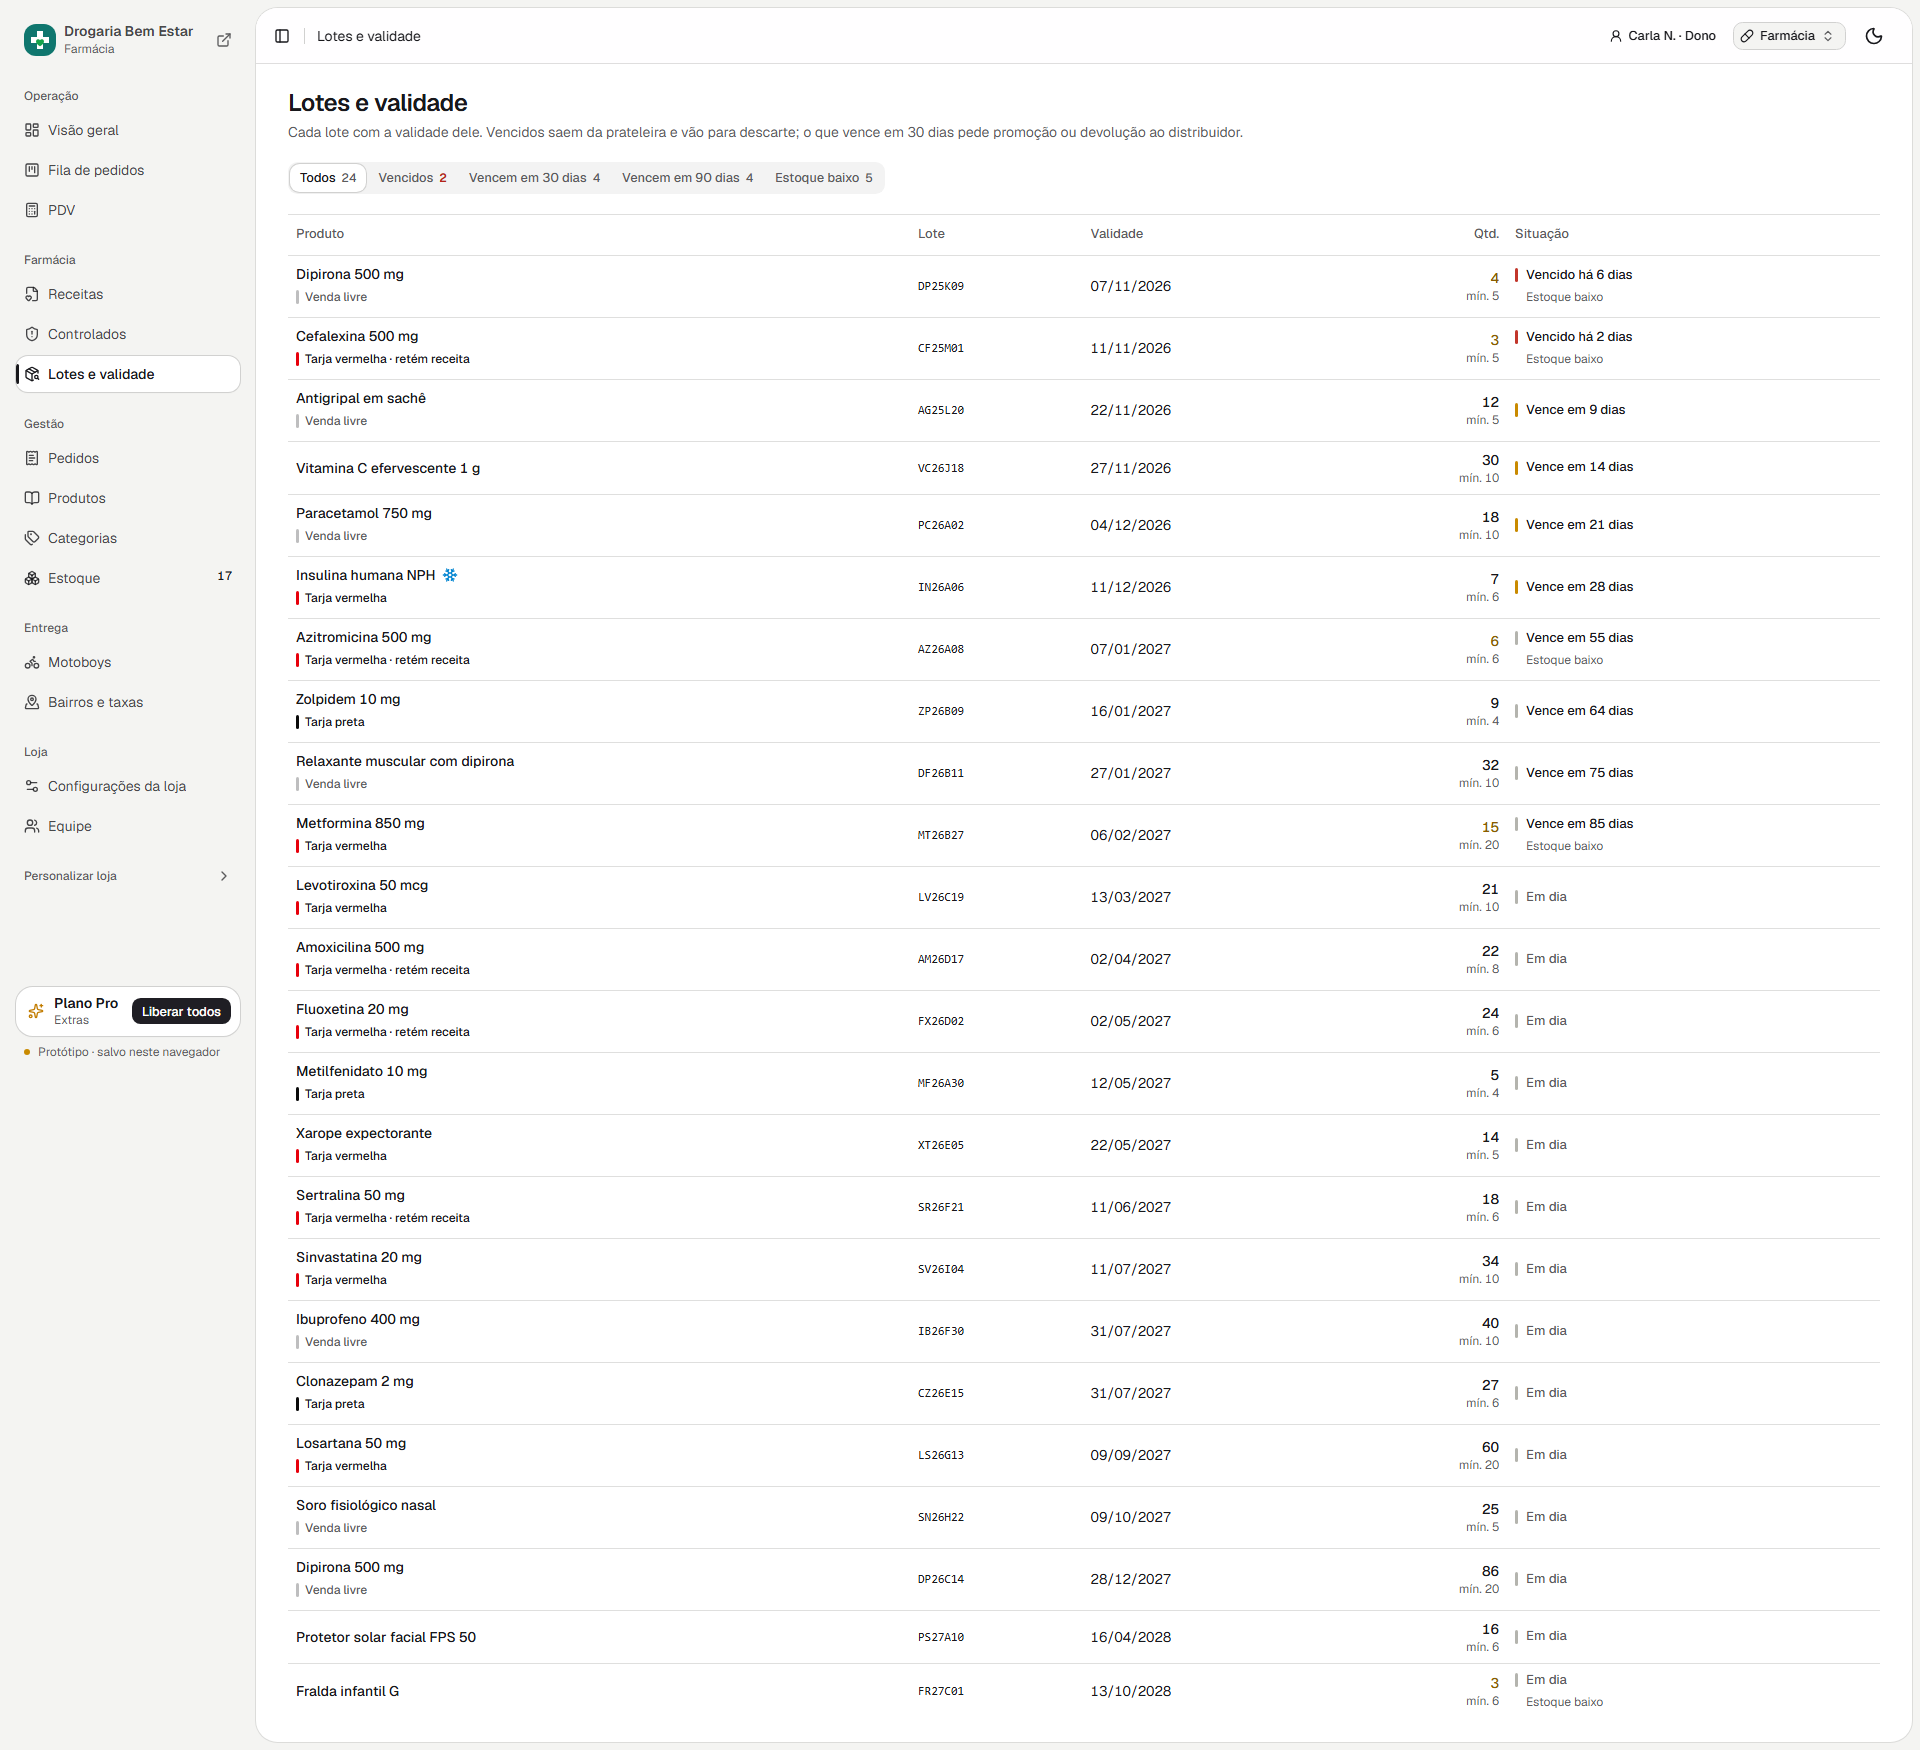 Drogaria Bem Estar
Farmácia
Operação
Visão geral
Fila de pedidos
PDV
Farmácia
Receitas
Controlados
Lotes e validade
Gestão
Pedidos
Produtos
Categorias
Estoque 17
Entrega
Motoboys
Bairros e taxas
Loja
Configurações da loja
Equipe
Personalizar loja
Plano Pro
Extras
Liberar todos
Protótipo · salvo neste navegador
Lotes e validade
Carla N. · Dono
Farmácia
Lotes e validade
Cada lote com a validade dele. Vencidos saem da prateleira e vão para descarte; o que vence em 30 dias pede promoção ou devolução ao distribuidor.
Todos 24 Vencidos 2 Vencem em 30 dias 4 Vencem em 90 dias 4 Estoque baixo 5
Produto Lote Validade Qtd. Situação
Dipirona 500 mg DP25K09 07/11/2026 4 Vencido há 6 dias
Venda livre mín. 5 Estoque baixo
Cefalexina 500 mg CF25M01 11/11/2026 3 Vencido há 2 dias
Tarja vermelha · retém receita mín. 5 Estoque baixo
Antigripal em sachê AG25L20 22/11/2026 12 Vence em 9 dias
Venda livre mín. 5
Vitamina C efervescente 1 g VC26J18 27/11/2026 30 Vence em 14 dias
mín. 10
Paracetamol 750 mg PC26A02 04/12/2026 18 Vence em 21 dias
Venda livre mín. 10
Insulina humana NPH IN26A06 11/12/2026 7 Vence em 28 dias
Tarja vermelha mín. 6
Azitromicina 500 mg AZ26A08 07/01/2027 6 Vence em 55 dias
Tarja vermelha · retém receita mín. 6 Estoque baixo
Zolpidem 10 mg ZP26B09 16/01/2027 9 Vence em 64 dias
Tarja preta mín. 4
Relaxante muscular com dipirona DF26B11 27/01/2027 32 Vence em 75 dias
Venda livre mín. 10
Metformina 850 mg MT26B27 06/02/2027 15 Vence em 85 dias
Tarja vermelha mín. 20 Estoque baixo
Levotiroxina 50 mcg LV26C19 13/03/2027 21 Em dia
Tarja vermelha mín. 10
Amoxicilina 500 mg AM26D17 02/04/2027 22 Em dia
Tarja vermelha · retém receita mín. 8
Fluoxetina 20 mg FX26D02 02/05/2027 24 Em dia
Tarja vermelha · retém receita mín. 6
Metilfenidato 10 mg MF26A30 12/05/2027 5 Em dia
Tarja preta mín. 4
Xarope expectorante XT26E05 22/05/2027 14 Em dia
Tarja vermelha mín. 5
Sertralina 50 mg SR26F21 11/06/2027 18 Em dia
Tarja vermelha · retém receita mín. 6
Sinvastatina 20 mg SV26I04 11/07/2027 34 Em dia
Tarja vermelha mín. 10
Ibuprofeno 400 mg IB26F30 31/07/2027 40 Em dia
Venda livre mín. 10
Clonazepam 2 mg CZ26E15 31/07/2027 27 Em dia
Tarja preta mín. 6
Losartana 50 mg LS26G13 09/09/2027 60 Em dia
Tarja vermelha mín. 20
Soro fisiológico nasal SN26H22 09/10/2027 25 Em dia
Venda livre mín. 5
Dipirona 500 mg DP26C14 28/12/2027 86 Em dia
Venda livre mín. 20
Protetor solar facial FPS 50 PS27A10 16/04/2028 16 Em dia
mín. 6
Fralda infantil G FR27C01 13/10/2028 3 Em dia
mín. 6 Estoque baixo